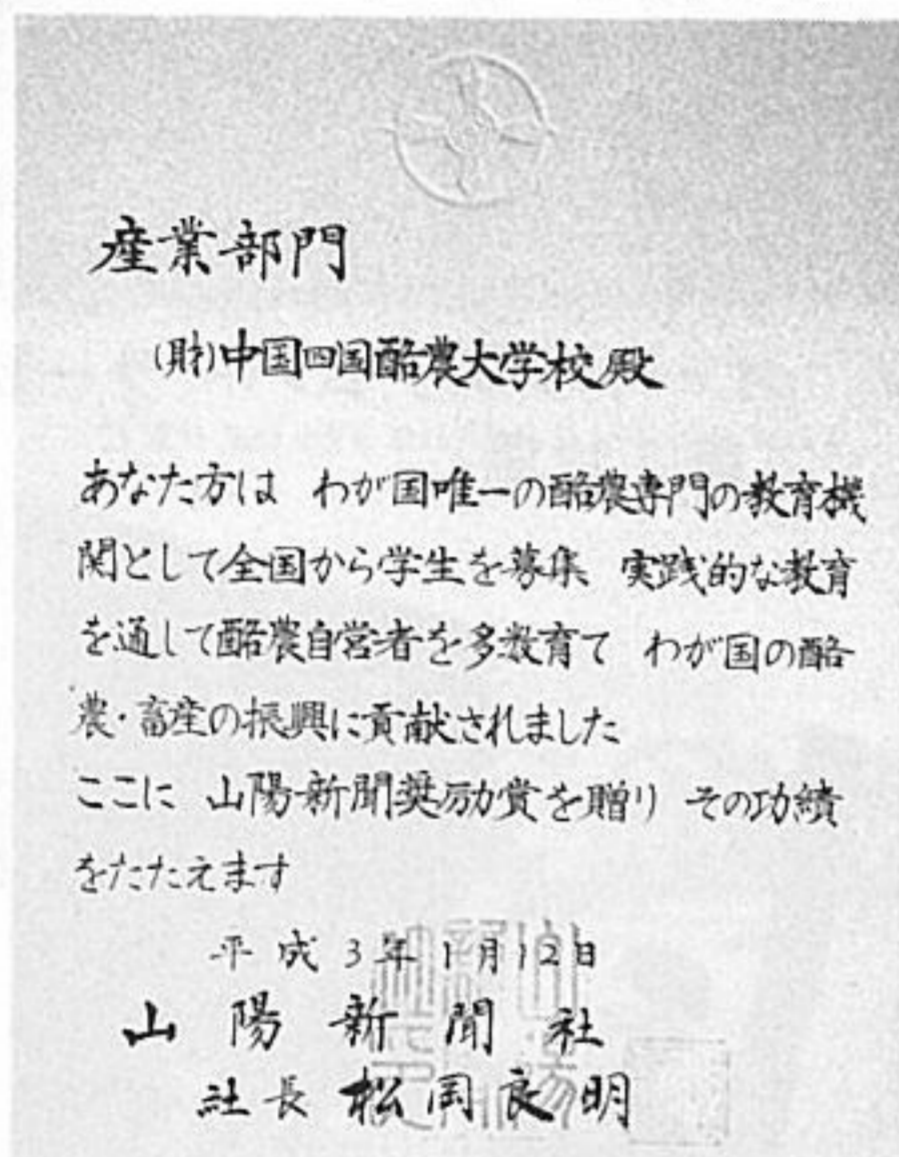 産業部門
(財)中国四国酪農大学校殿
あなた方は わが国唯一の酪農専門の教育機
関として全国から学生を募集 実践的な教育
を通して酪農自営者を多数育て わが国の酪
農・畜産の振興に貢献されました
ここに 山陽新聞奨励賞を贈り その功績
をたたえます
平成3年1月12日
山陽新聞社
社長 松岡良明